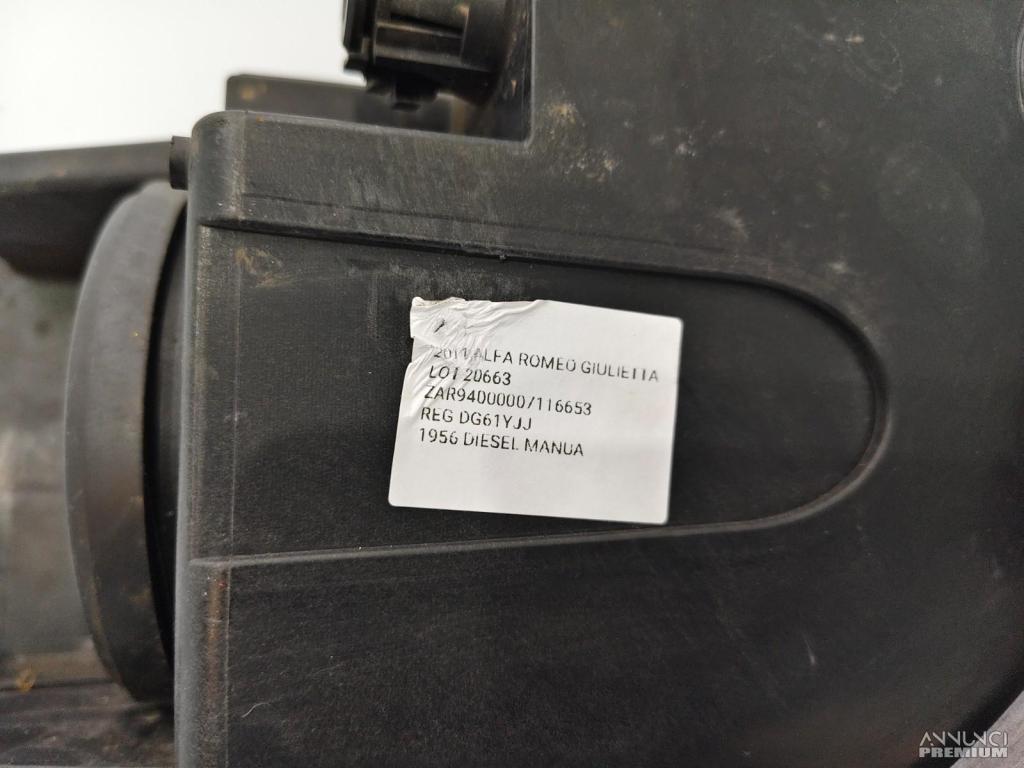 2011 ALFA ROMEO GIULIETTA
LOT 20663
ZAR94000007116653
REG DG61YJJ
1956 DIESEL MANUA
ANNUNCI
PREMIUM